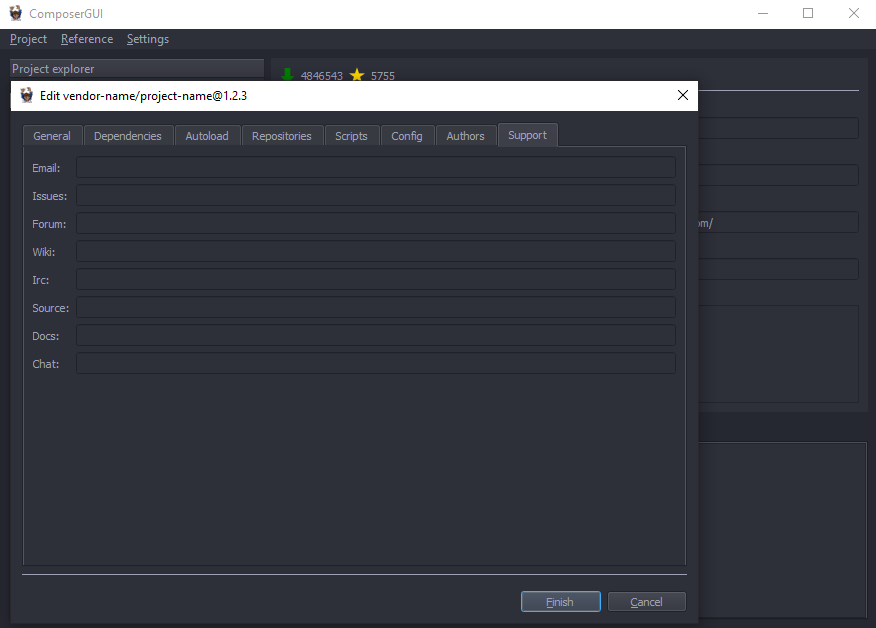 ComposerGUI
Project Reference Settings
Project explorer
4846543 5755
Edit vendor-name/project-name@1.2.3
General Dependencies Autoload Repositories Scripts Config Authors Support
Email:
Issues:
Forum:
om/
Wiki:
Irc:
Source:
Docs:
Chat:
Finish Cancel